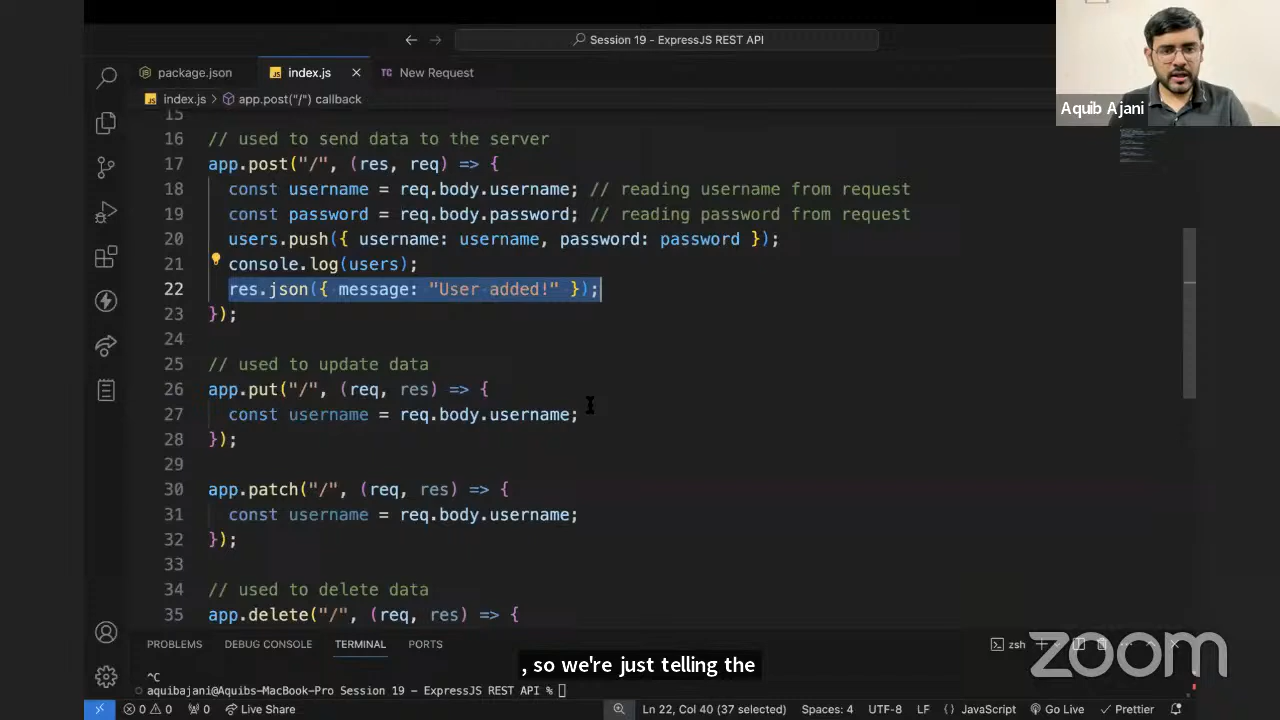 Session 19 - ExpressJS REST API
package.json
JS index.js
TC New Request
JS index.js > app.post("/") callback
Aquib Ajani
15
16 // used to send data to the server
17 app.post("/", (res, req) => {
18 const username = req.body.username; // reading username from request
19 const password = req.body.password; // reading password from request
20 users.push({ username: username, password: password });
21 console.log(users);
22 res.json({ message: "User added!" });
23 });
24
25 // used to update data
26 app.put("/", (req, res) => {
27 const username = req.body.username;
28 });
29
30 app.patch("/", (req, res) => {
31 const username = req.body.username;
32 });
33
34 // used to delete data
35 app.delete("/", (req, res) => {
PROBLEMS DEBUG CONSOLE TERMINAL PORTS
zsh
zoom
, so we're just telling the
^C
aquibajani@Aquibs-MacBook-Pro Session 19 - ExpressJS REST API %
0 0 0 Live Share Ln 22, Col 40 (37 selected) Spaces: 4 UTF-8 LF {} JavaScript Go Live Prettier